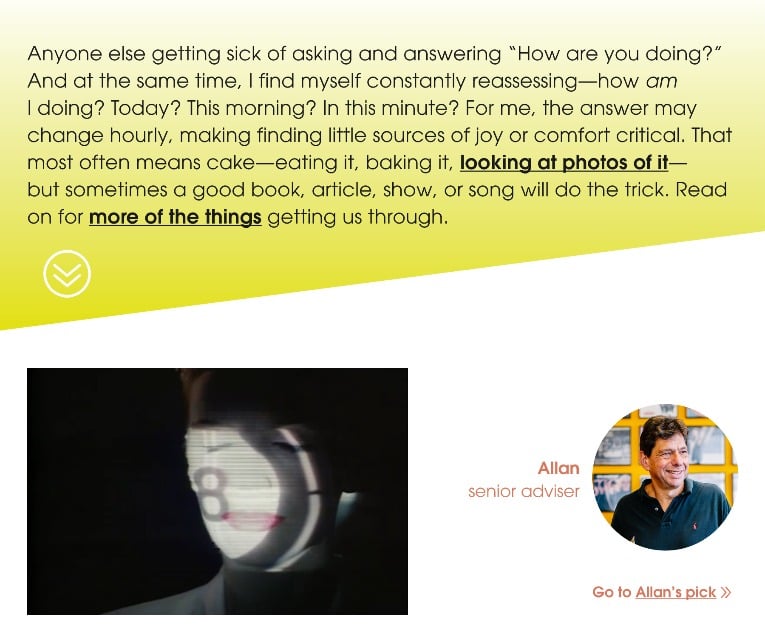 Anyone else getting sick of asking and answering “How are you doing?”
And at the same time, I find myself constantly reassessing—how am
I doing? Today? This morning? In this minute? For me, the answer may
change hourly, making finding little sources of joy or comfort critical. That
most often means cake—eating it, baking it, looking at photos of it—
but sometimes a good book, article, show, or song will do the trick. Read
on for more of the things getting us through.
8
Allan
senior adviser
Go to Allan’s pick »